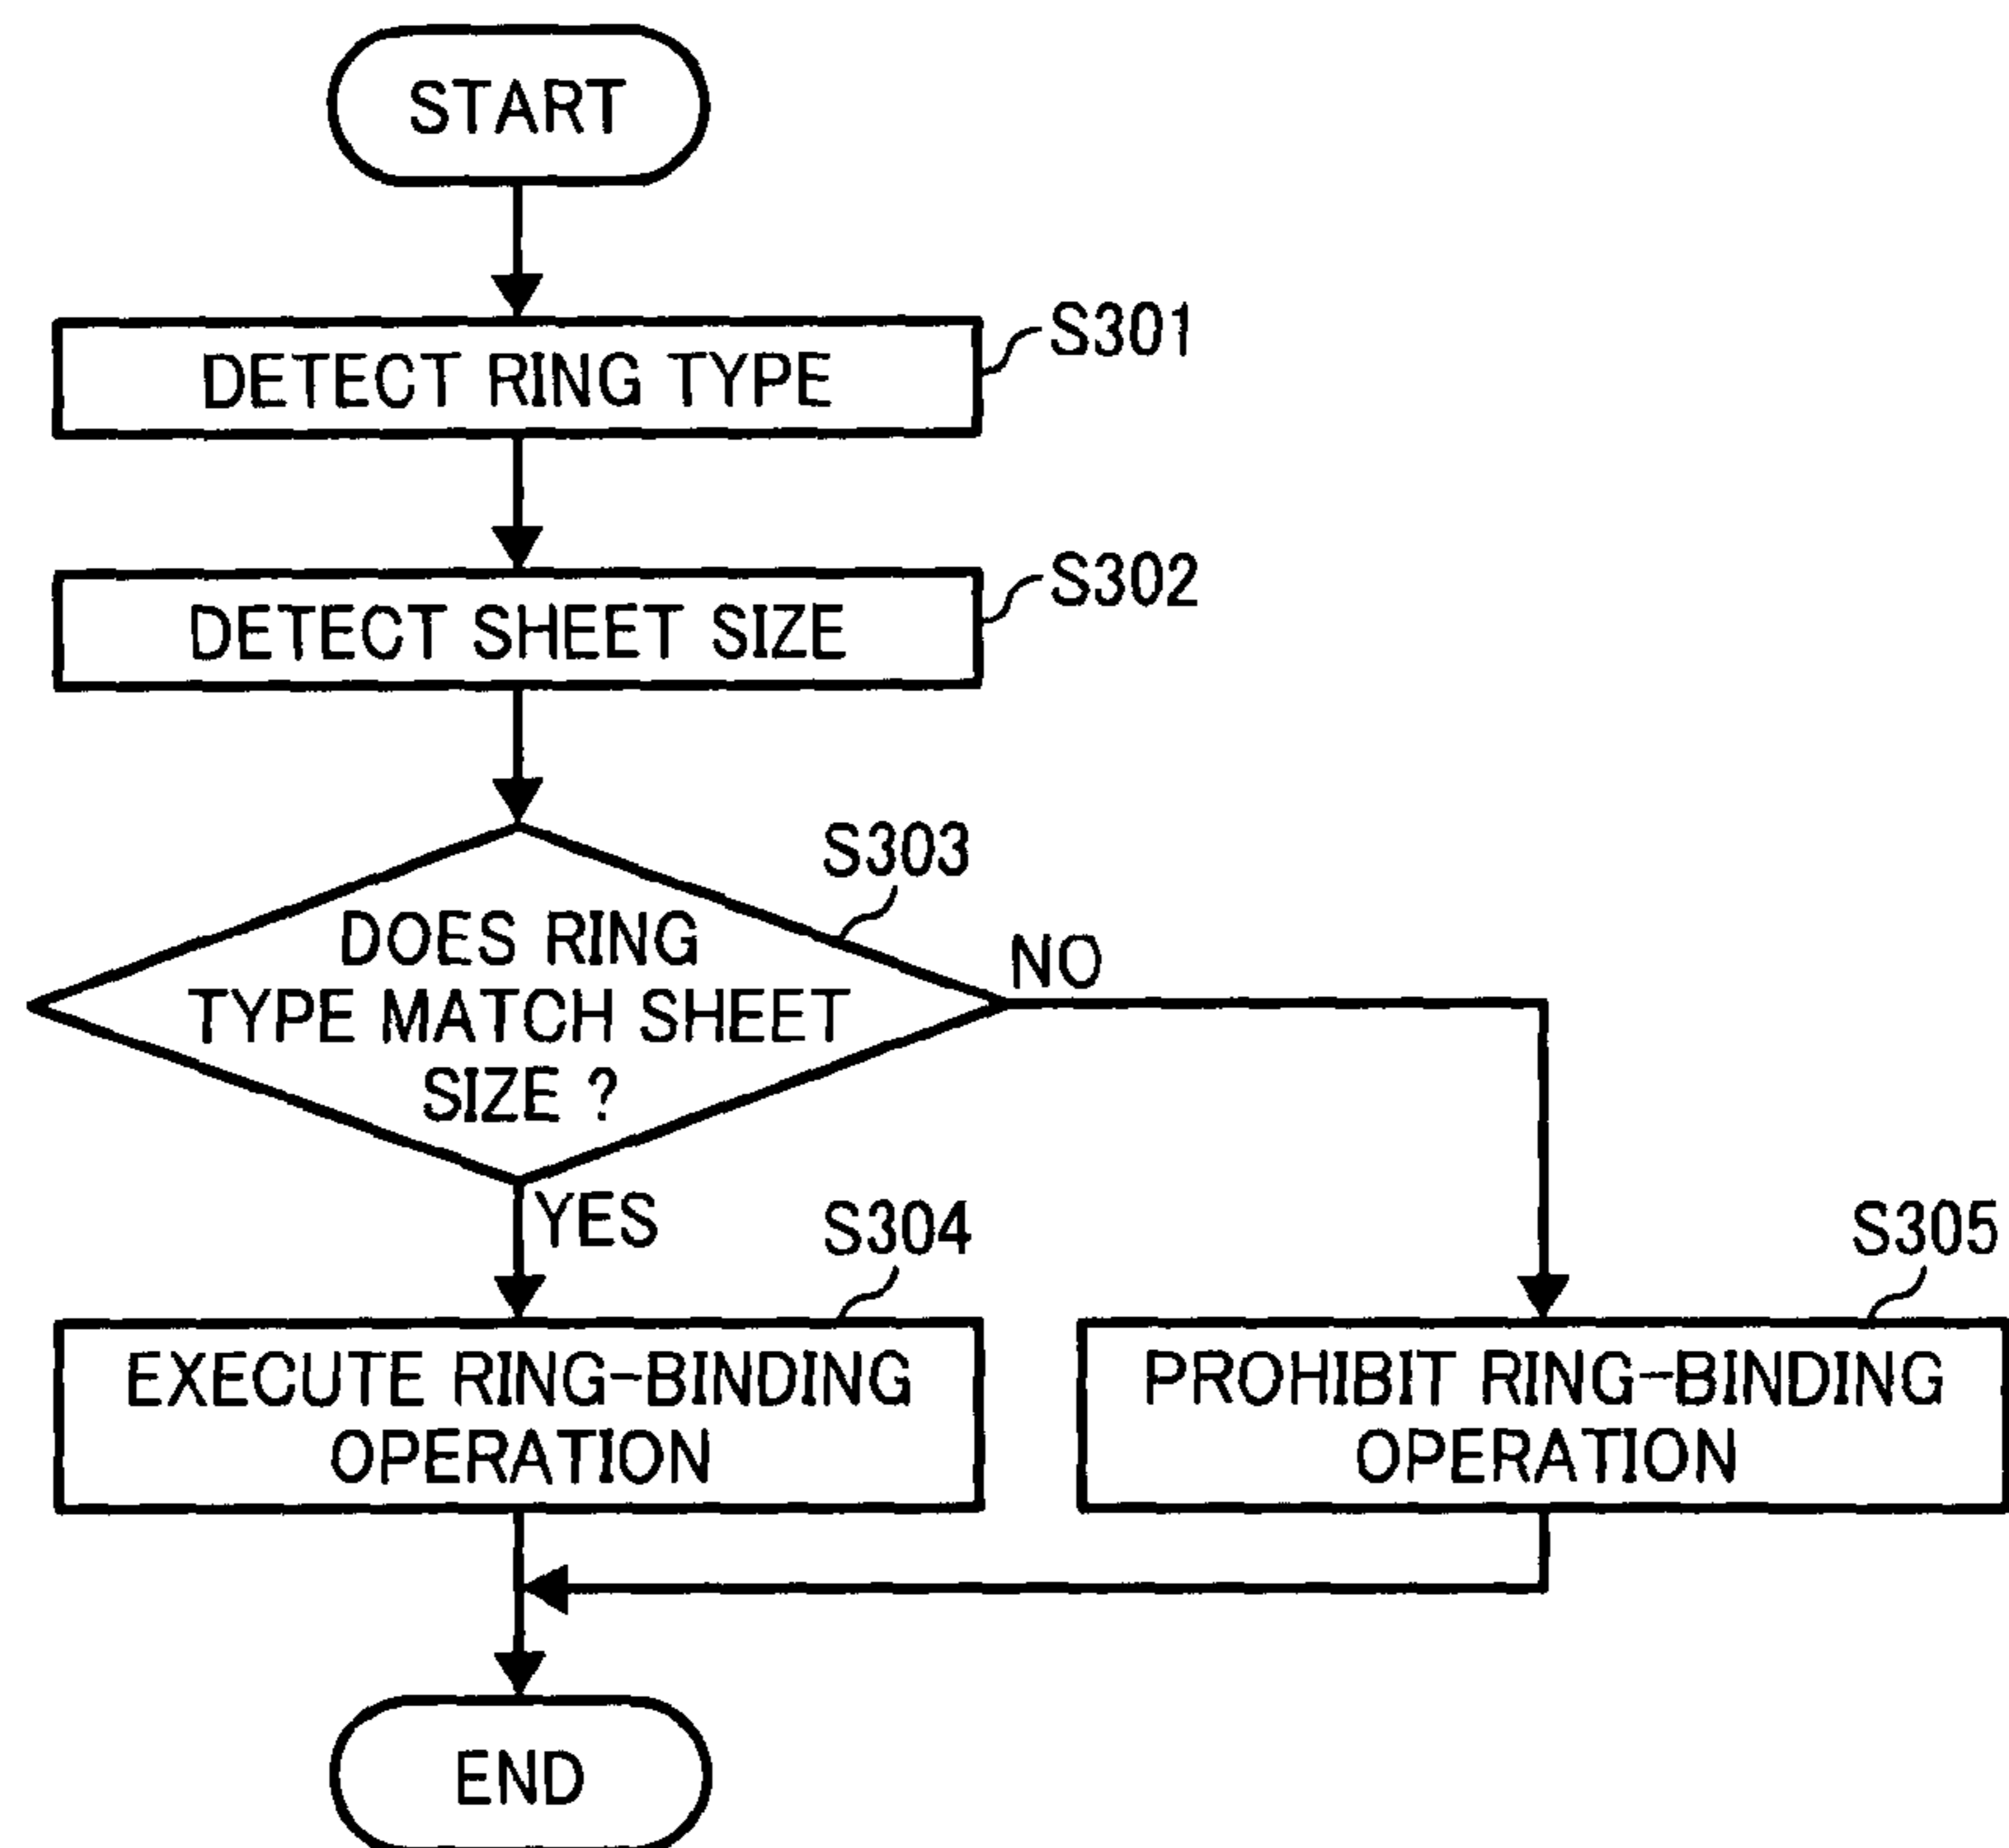 START
DETECT RING TYPE
S301
DETECT SHEET SIZE
S302
S303
DOES RING
TYPE MATCH SHEET
SIZE ?
NO
YES
S304
EXECUTE RING-BINDING
OPERATION
S305
PROHIBIT RING-BINDING
OPERATION
END